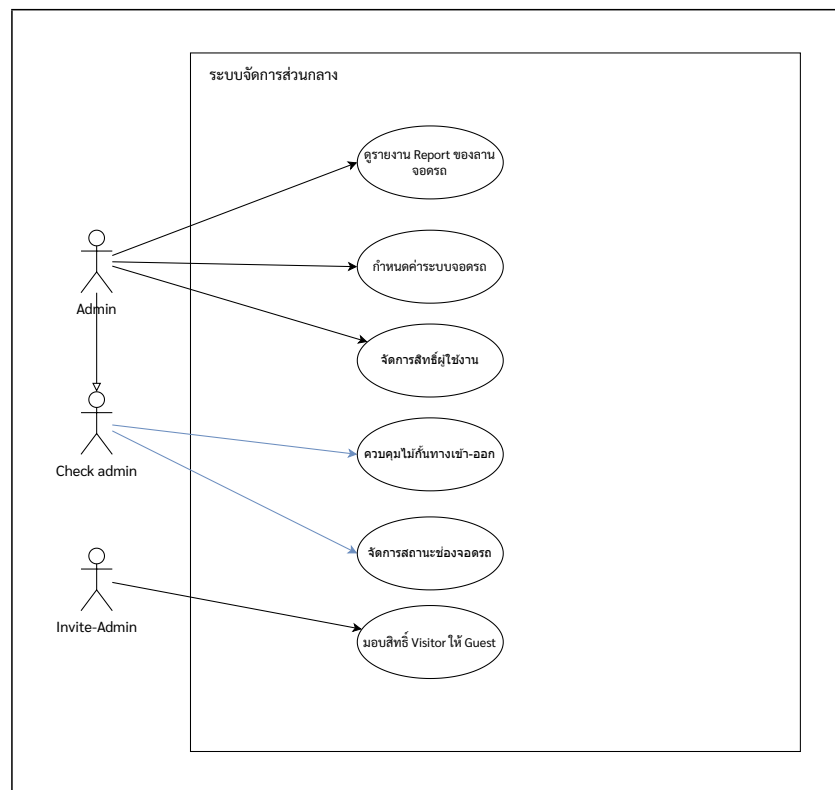 ระบบจัดการส่วนกลาง
ดูรายงาน Report ของลาน
จอดรถ
กำหนดค่าระบบจอดรถ
Admin
จัดการสิทธิ์ผู้ใช้งาน
ควบคุมไม้กั้นทางเข้า-ออก
Check admin
จัดการสถานะช่องจอดรถ
Invite-Admin
มอบสิทธิ์ Visitor ให้ Guest